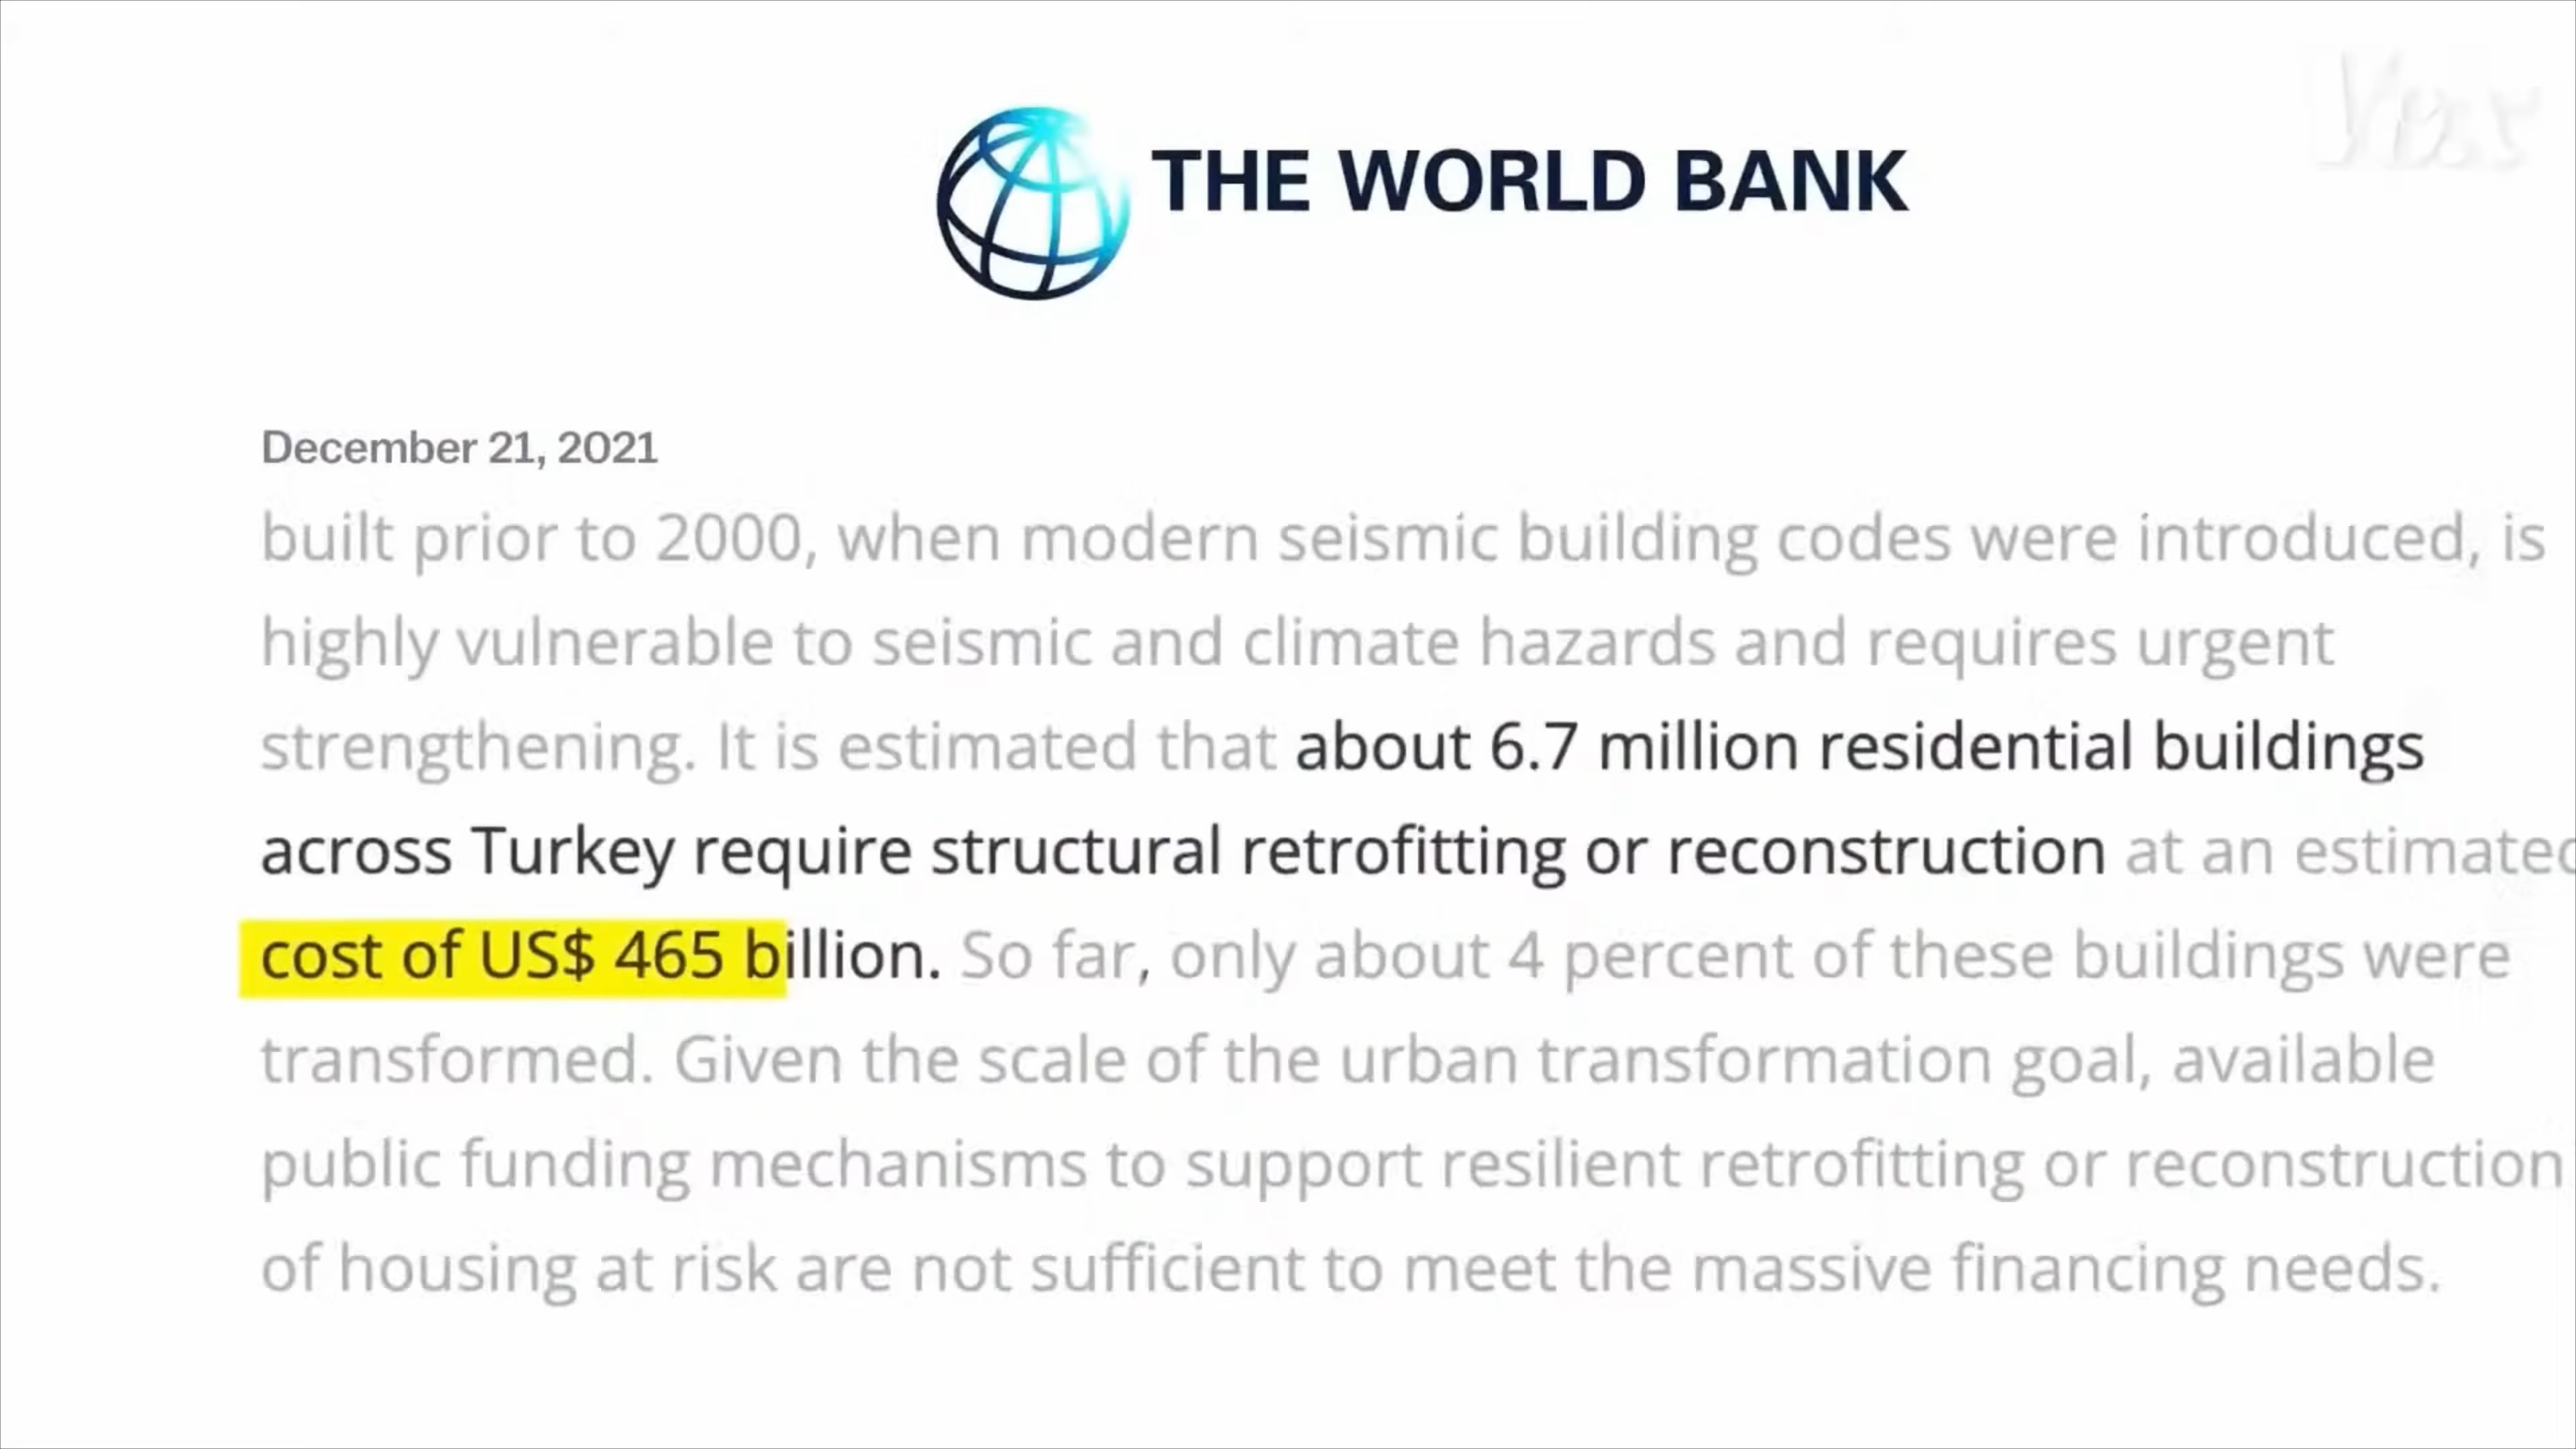 THE WORLD BANK
Vox
December 21, 2021
built prior to 2000, when modern seismic building codes were introduced, is
highly vulnerable to seismic and climate hazards and requires urgent
strengthening. It is estimated that about 6.7 million residential buildings
across Turkey require structural retrofitting or reconstruction at an estimated
cost of US$ 465 billion. So far, only about 4 percent of these buildings were
transformed. Given the scale of the urban transformation goal, available
public funding mechanisms to support resilient retrofitting or reconstruction
of housing at risk are not sufficient to meet the massive financing needs.